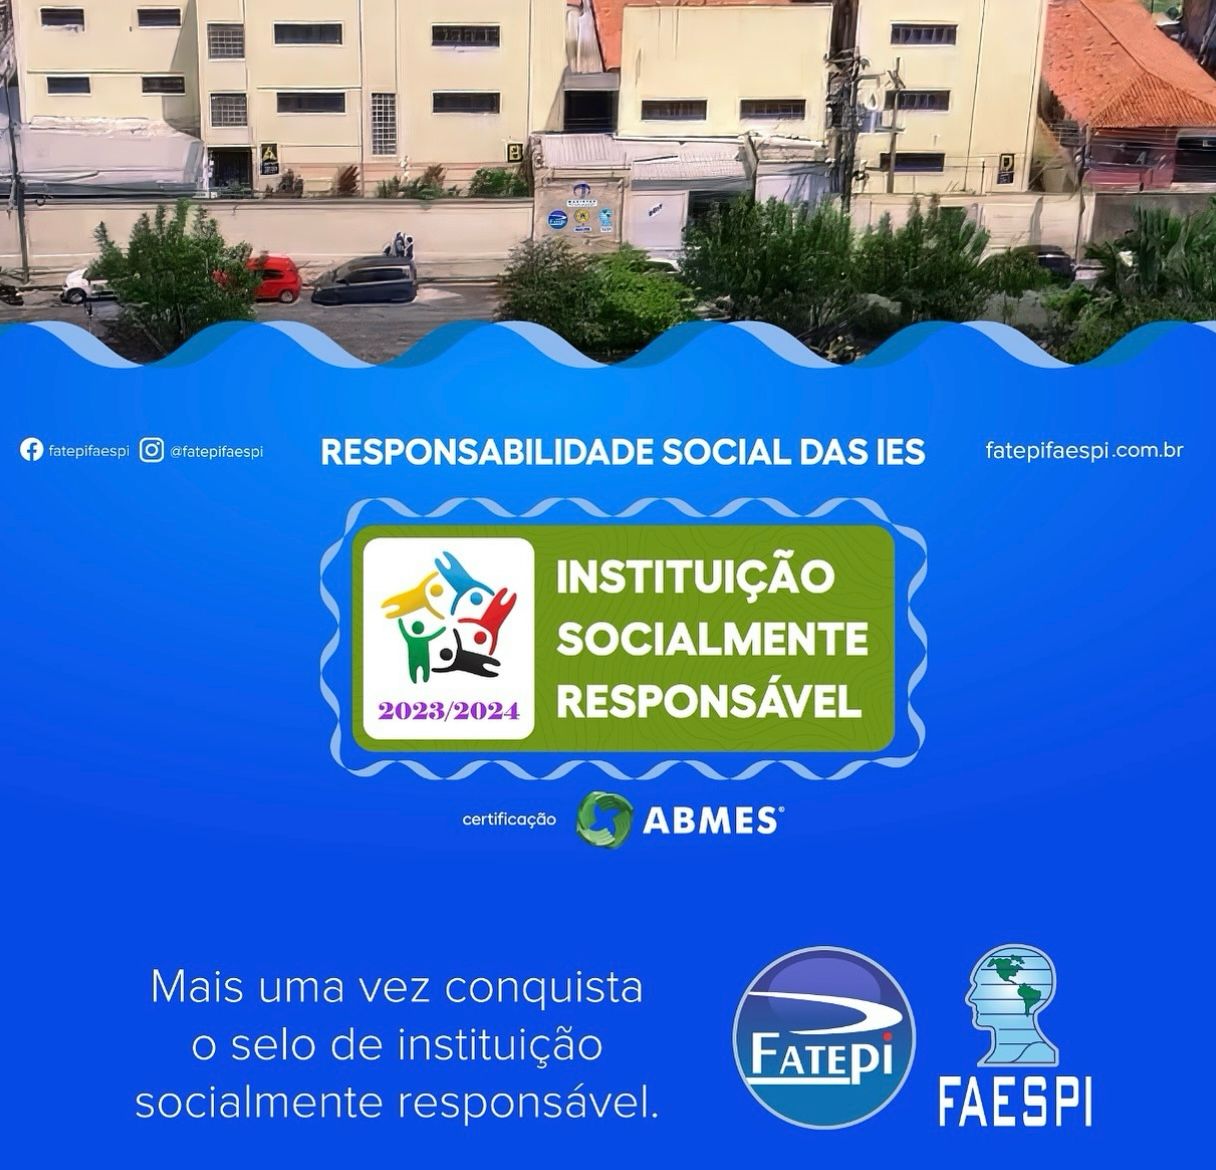 fatepifaespi @fatepifaespi
RESPONSABILIDADE SOCIAL DAS IES
fatepifaespi.com.br
INSTITUIÇÃO
SOCIALMENTE
RESPONSÁVEL
2023/2024
certificação ABMES®
Mais uma vez conquista
o selo de instituição
socialmente responsável.
FATEPI
FAESPI